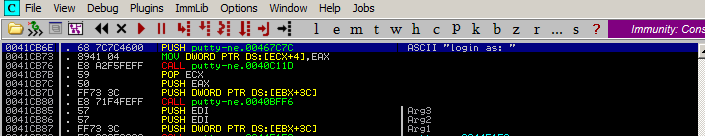 C File View Debug Plugins ImmLib Options Window Help Jobs
l e m t w h c p k b z r ... s ? Immunity: Cons
0041CB6E . 68 7C7C4600 PUSH putty-ne.00467C7C ASCII "login as: "
0041CB73 . 8941 04 MOV DWORD PTR DS:[ECX+4],EAX
0041CB76 . E8 A2F5FEFF CALL putty-ne.0040C11D
0041CB7B . 59 POP ECX
0041CB7C . 50 PUSH EAX
0041CB7D . FF73 3C PUSH DWORD PTR DS:[EBX+3C]
0041CB80 . E8 71F4FEFF CALL putty-ne.0040BFF6
0041CB85 . 57 PUSH EDI Arg3
0041CB86 . 57 PUSH EDI Arg2
0041CB87 . FF73 3C PUSH DWORD PTR DS:[EBX+3C] Arg1